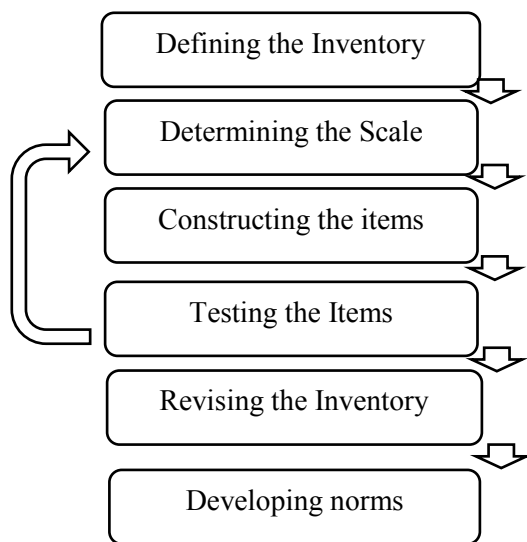 Defining the Inventory
Determining the Scale
Constructing the items
Testing the Items
Revising the Inventory
Developing norms